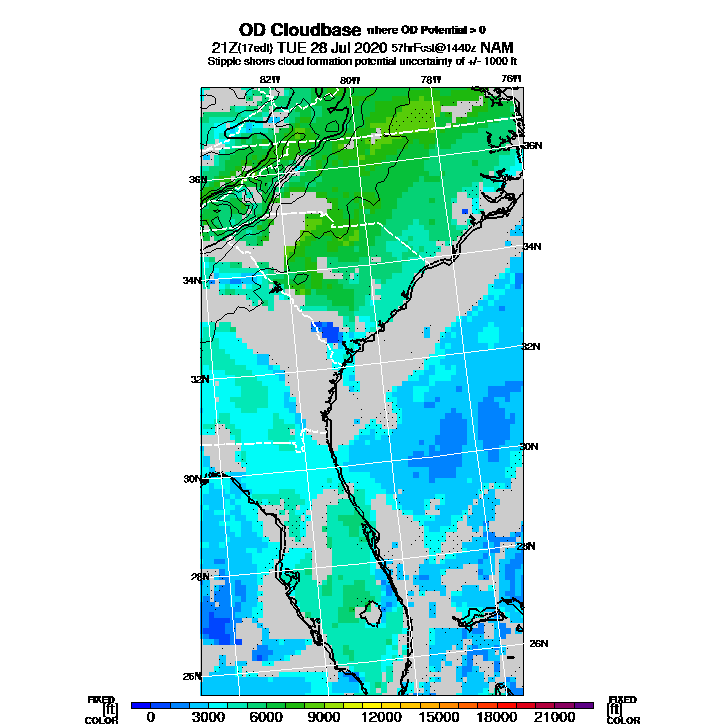 OD Cloudbase where OD Potential > 0
21Z(17edt) TUE 28 Jul 2020 57hrFcst@1440z NAM
Stipple shows cloud formation potential uncertainty of +/- 1000 ft
82W 80W 78W 76W
36N
36N
34N
34N
32N
32N
30N
30N
28N
28N
26N
26N
FIXED FIXED
[ft] 0 3000 6000 9000 12000 15000 18000 21000 [ft]
COLOR COLOR